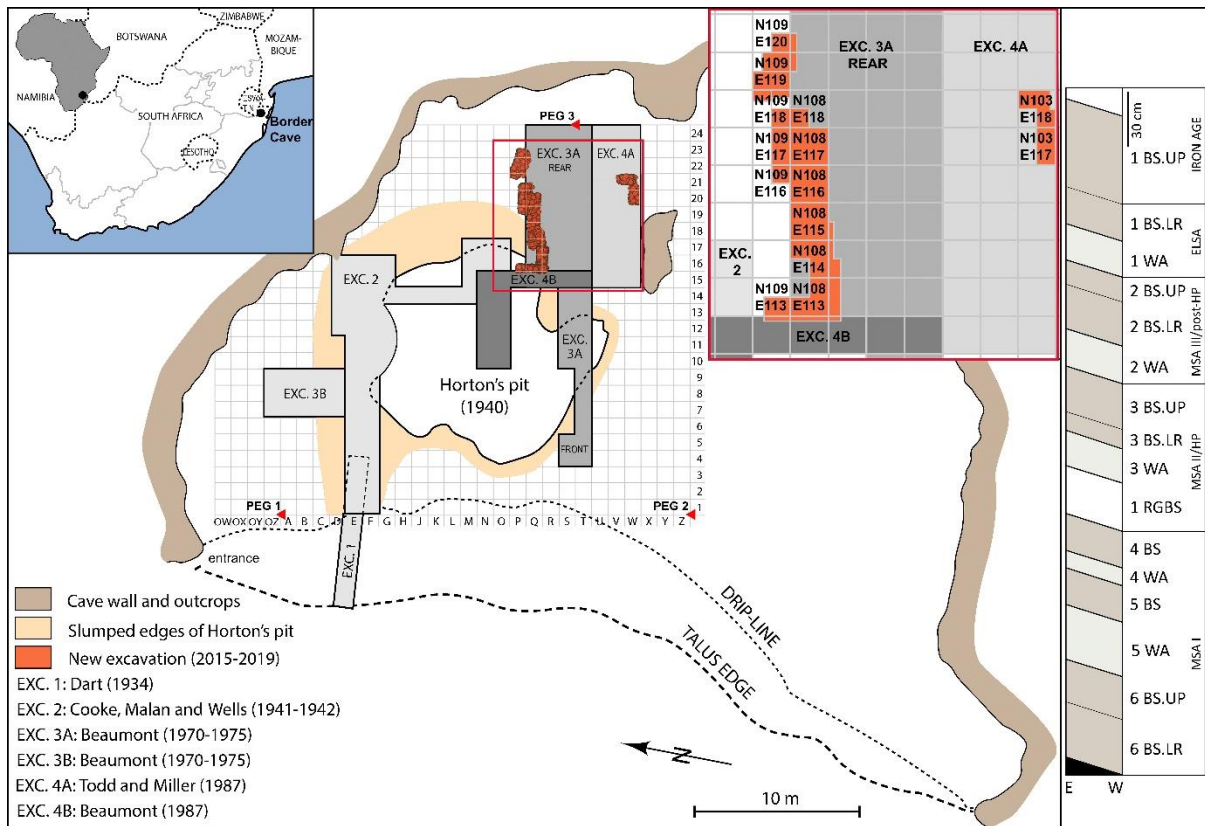 ZIMBABWE
BOTSWANA
MOZAM-
BIQUE
NAMIBIA
SOUTH AFRICA
Border
Cave
LESOTHO
PEG 3
EXC. 3A
REAR
EXC. 4A
EXC. 2
EXC. 4B
EXC. 3A
EXC. 3B
Horton's pit
(1940)
FRONT
24
23
22
21
20
19
18
17
16
15
14
13
12
11
10
9
8
7
6
5
4
3
2
1
PEG 1
PEG 2
OW OX OY OZ A B C D E F G H J K L M N O P Q R S T U V W X Y Z
entrance
EXC. 1
DRIP-LINE
TALUS EDGE
N
10 m
Cave wall and outcrops
Slumped edges of Horton's pit
New excavation (2015-2019)
EXC. 1: Dart (1934)
EXC. 2: Cooke, Malan and Wells (1941-1942)
EXC. 3A: Beaumont (1970-1975)
EXC. 3B: Beaumont (1970-1975)
EXC. 4A: Todd and Miller (1987)
EXC. 4B: Beaumont (1987)
N109
E120
EXC. 3A
REAR
EXC. 4A
N109
E119
N109 N108 N103
E118 E118 E118
N109 N108 N103
E117 E117 E117
N109 N108
E116 E116
N108
E115
EXC.
2
N108
E114
N109 N108
E113 E113
EXC. 4B
30 cm
1 BS.UP
IRON AGE
1 BS.LR
1 WA
ELSA
2 BS.UP
2 BS.LR
2 WA
MSA III/post-HP
3 BS.UP
3 BS.LR
3 WA
1 RGBS
MSA II/HP
4 BS
4 WA
5 BS
5 WA
6 BS.UP
6 BS.LR
MSA I
E W